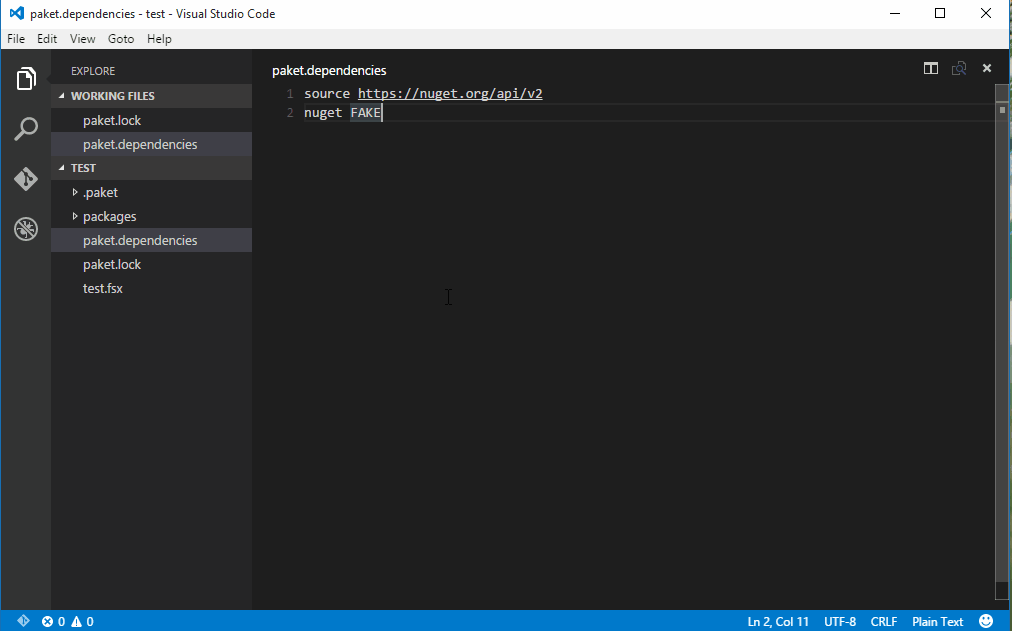 paket.dependencies - test - Visual Studio Code
File Edit View Goto Help
EXPLORE
WORKING FILES
paket.lock
paket.dependencies
TEST
.paket
packages
paket.dependencies
paket.lock
test.fsx
paket.dependencies
1 source https://nuget.org/api/v2
2 nuget FAKE
0 0 Ln 2, Col 11 UTF-8 CRLF Plain Text